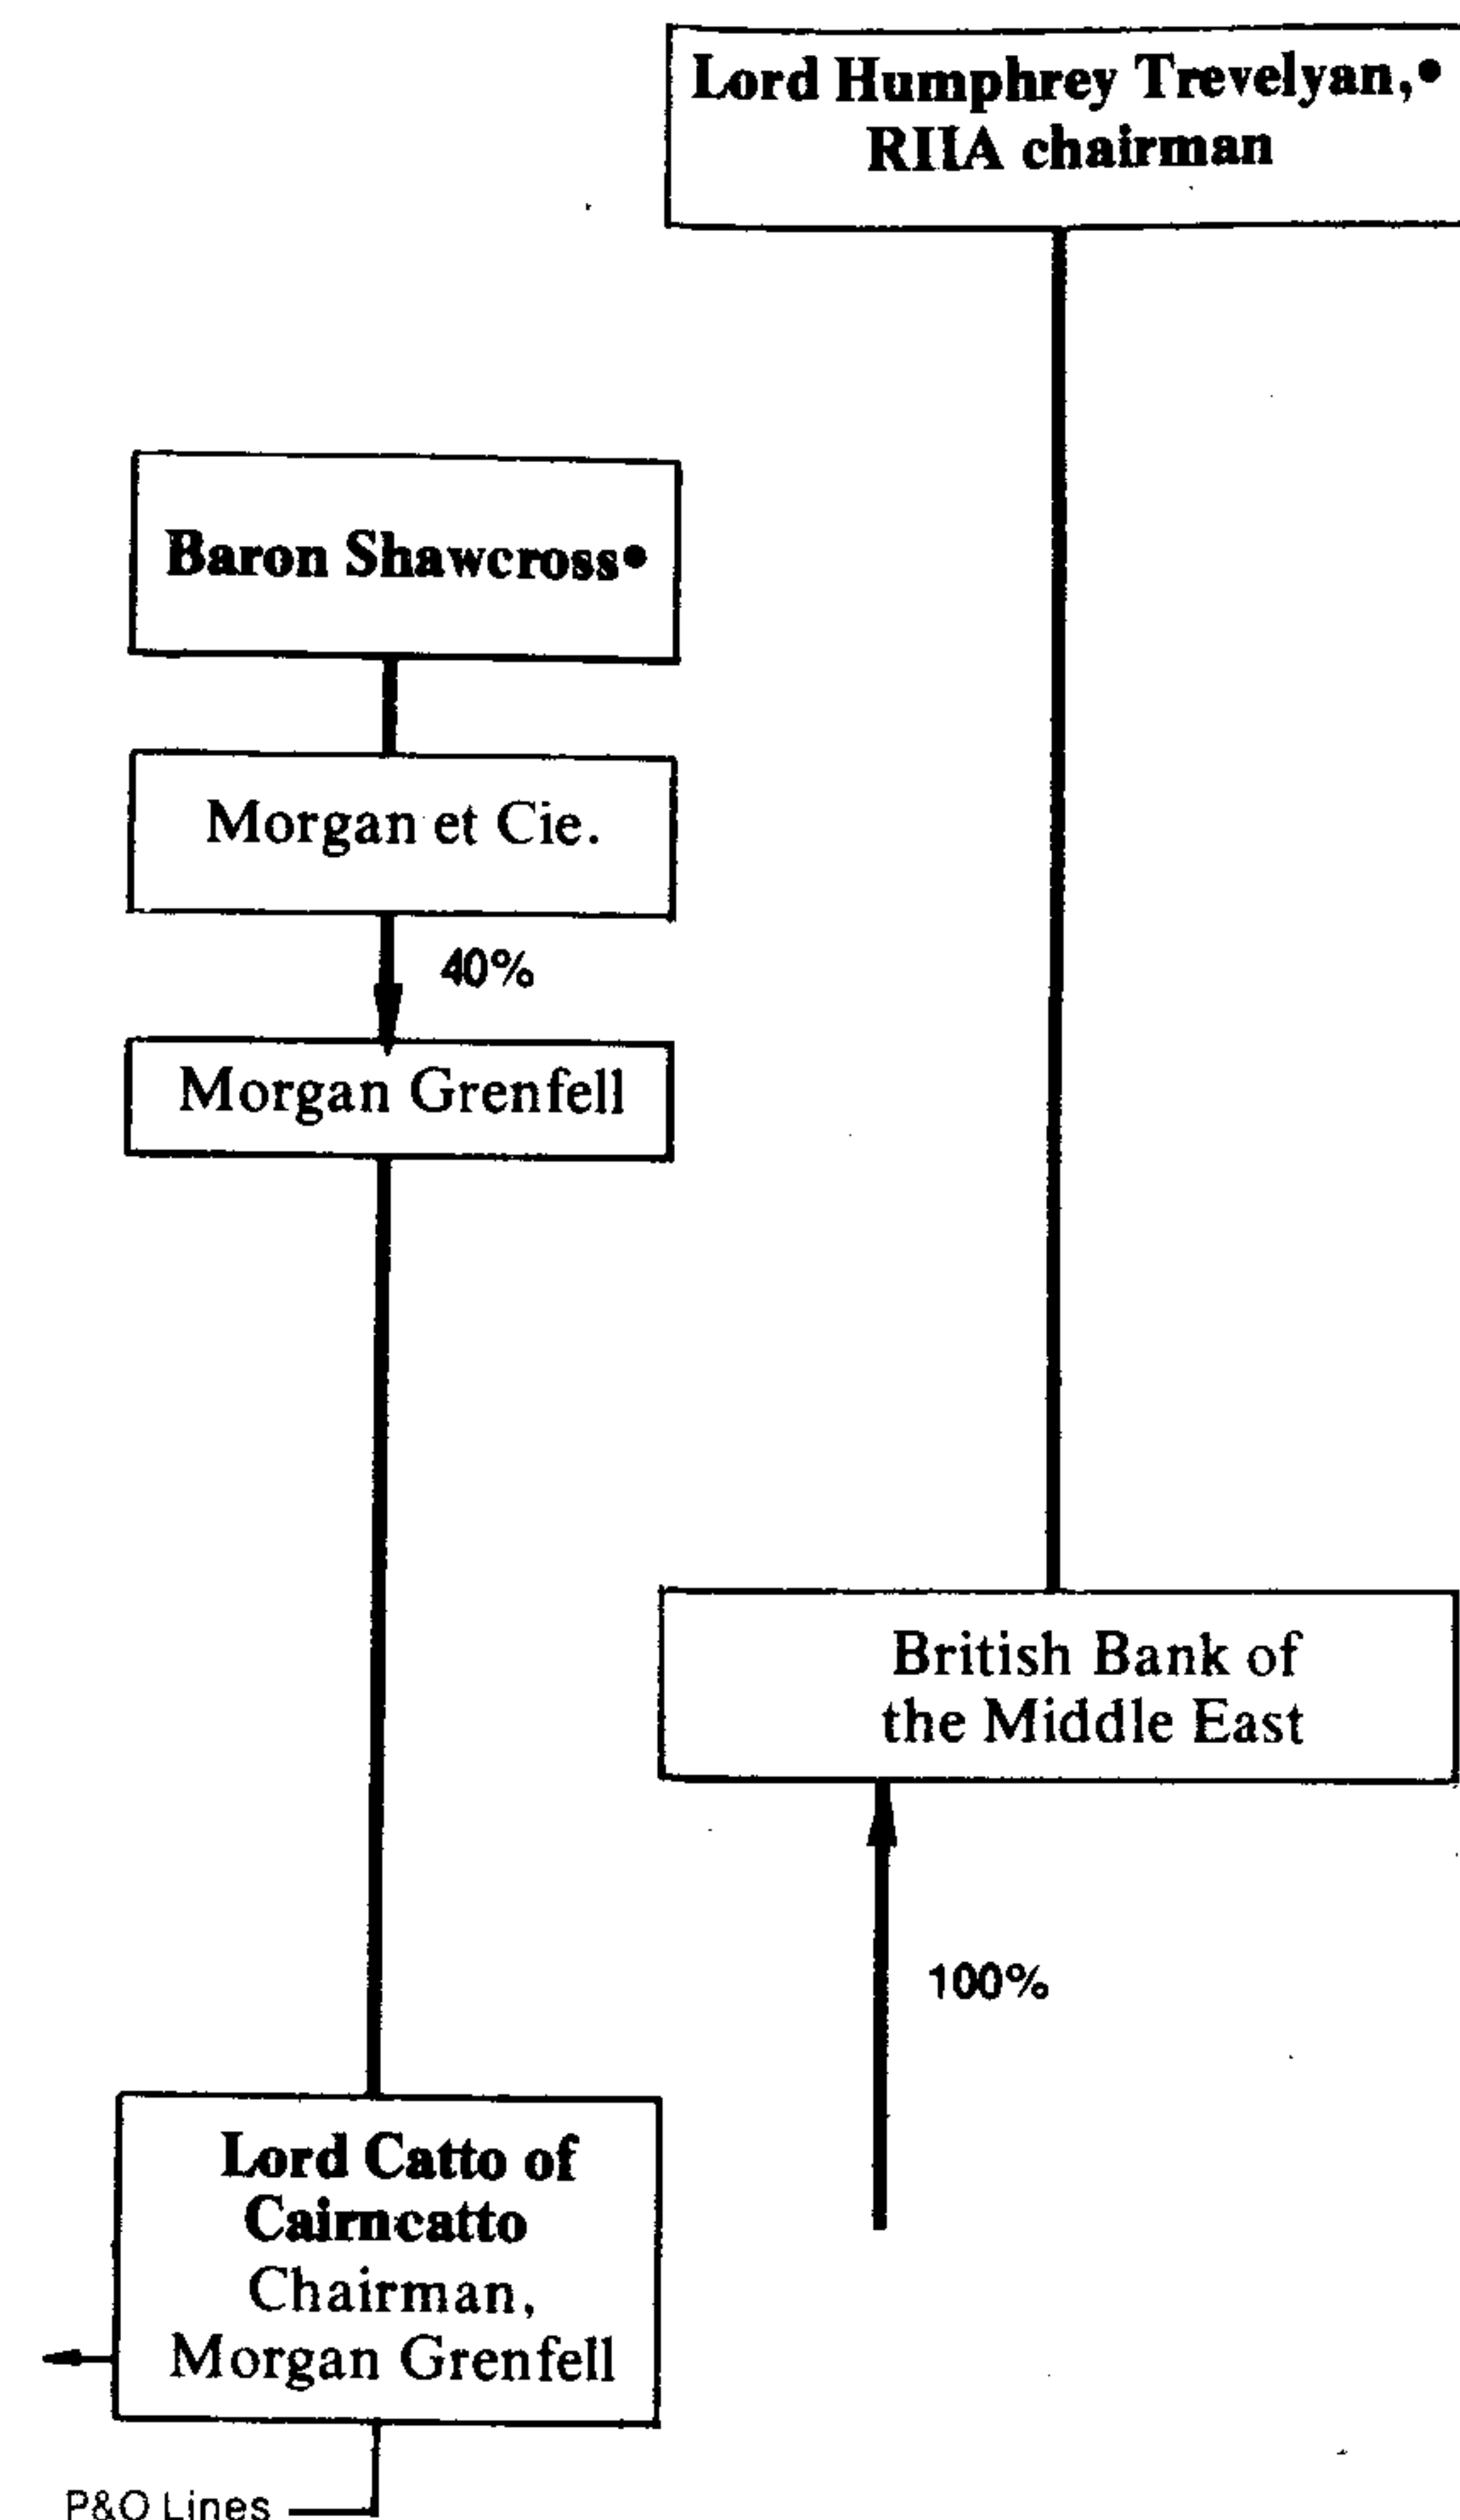 Lord Humphrey Trevelyan,•
RIIA chairman
Baron Shawcross•
Morgan et Cie.
40%
Morgan Grenfell
British Bank of
the Middle East
100%
Lord Catto of
Cairncatto
Chairman,
Morgan Grenfell
P&O Lines